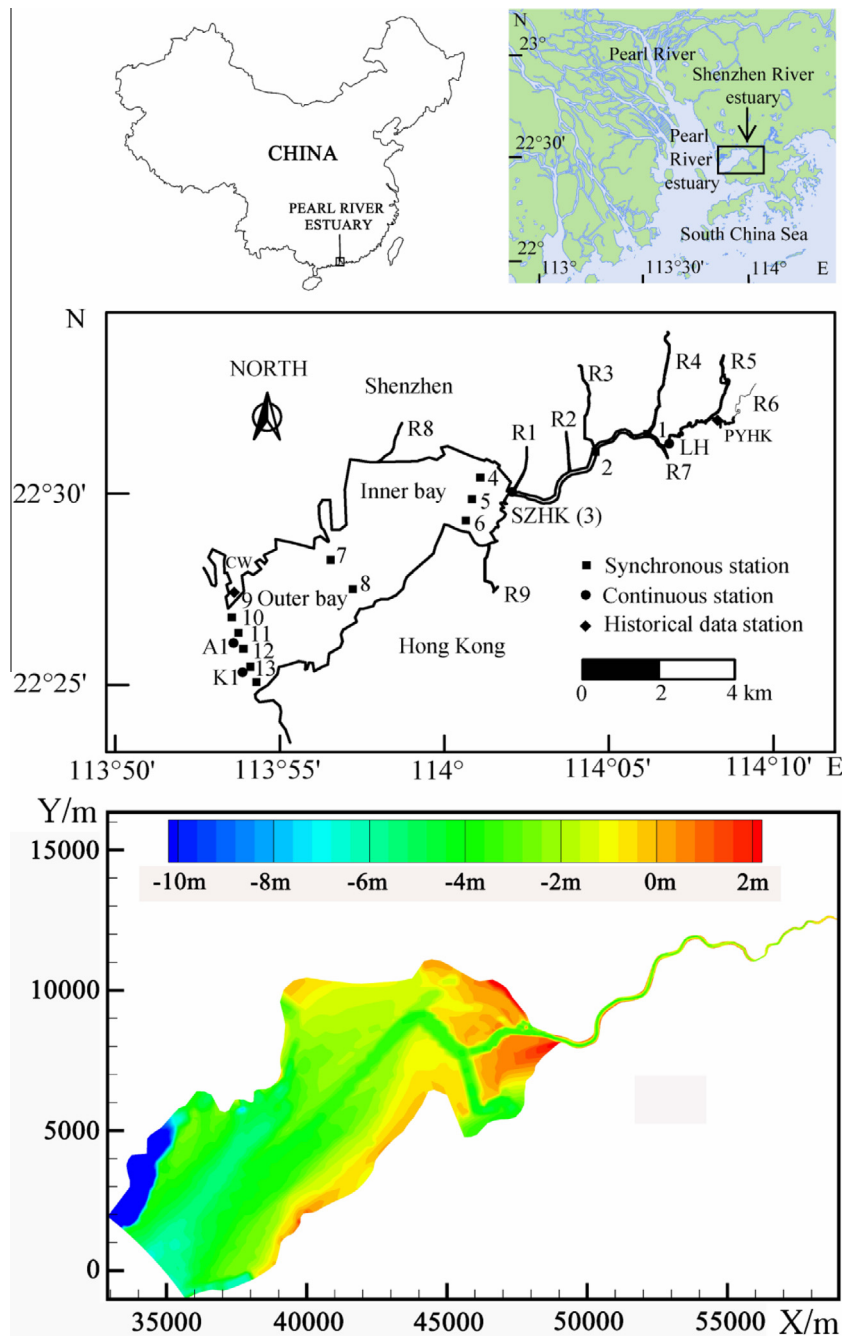 CHINA
PEARL RIVER
ESTUARY
N
23°
22°30'
22°
Pearl River
Shenzhen River
estuary
Pearl
River
estuary
South China Sea
113°
113°30'
114°
E
N
NORTH
Shenzhen
R8
R1
R2
R3
R4
R5
R6
PYHK
1
LH
R7
2
SZHK (3)
22°30'
Inner bay
4
5
6
7
8
R9
CW
9
Outer bay
10
11
A1
12
13
K1
22°25'
Hong Kong
Synchronous station
Continuous station
Historical data station
0 2 4 km
113°50' 113°55' 114° 114°05' 114°10' E
Y/m
15000
10000
5000
0
-10m -8m -6m -4m -2m 0m 2m
35000 40000 45000 50000 55000 X/m